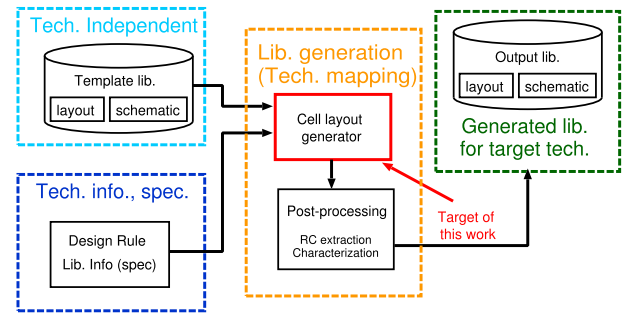 Tech. Independent
Template lib.
layout
schematic
Tech. info., spec.
Design Rule
Lib. Info (spec)
Lib. generation
(Tech. mapping)
Cell layout
generator
Post-processing
RC extraction
Characterization
Target of
this work
Output lib.
layout
schematic
Generated lib.
for target tech.